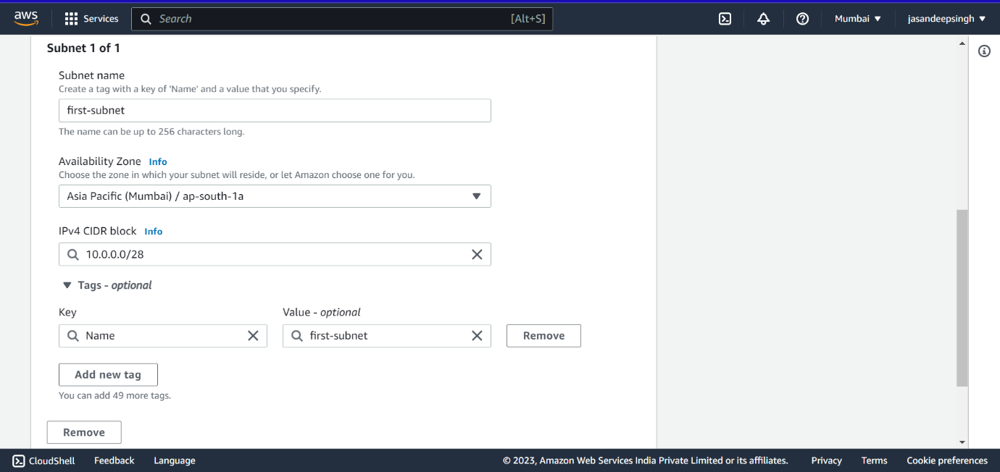 aws Services Search [Alt+S] Mumbai jasandeepsingh
Subnet 1 of 1
Subnet name
Create a tag with a key of 'Name' and a value that you specify.
first-subnet
The name can be up to 256 characters long.
Availability Zone Info
Choose the zone in which your subnet will reside, or let Amazon choose one for you.
Asia Pacific (Mumbai) / ap-south-1a
IPv4 CIDR block Info
10.0.0.0/28
Tags - optional
Key Value - optional
Name first-subnet Remove
Add new tag
You can add 49 more tags.
Remove
CloudShell Feedback Language © 2023, Amazon Web Services India Private Limited or its affiliates. Privacy Terms Cookie preferences